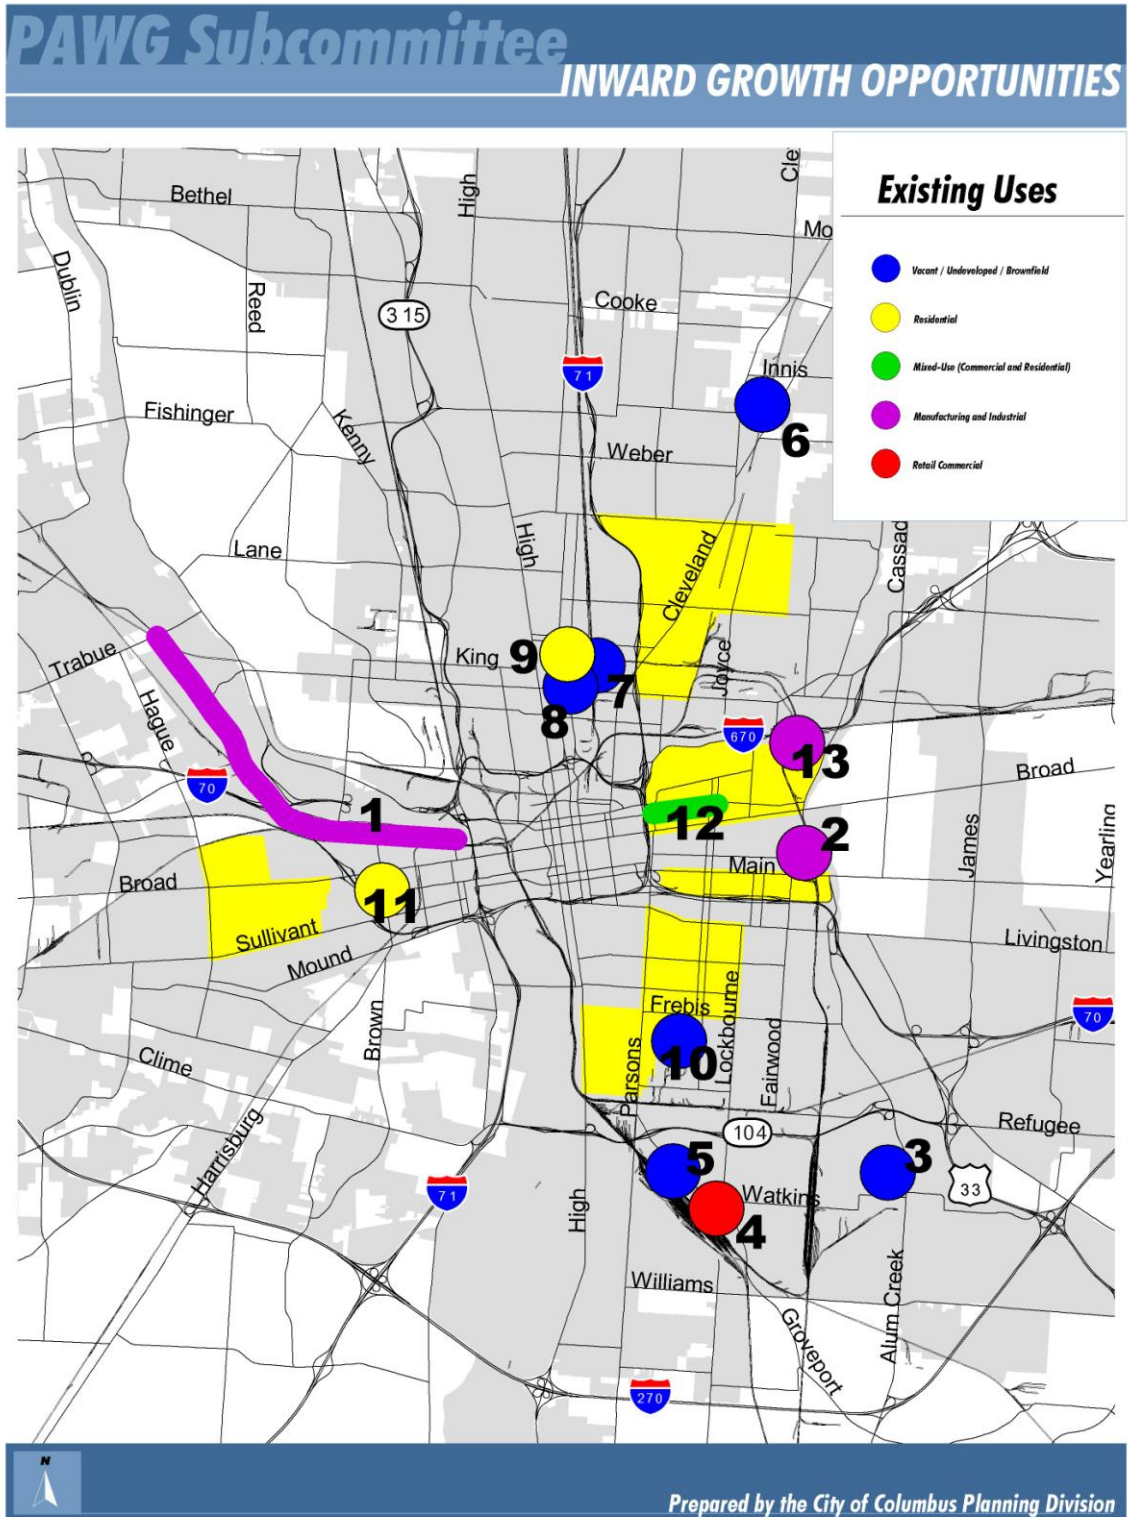 PAWG Subcommittee
INWARD GROWTH OPPORTUNITIES
Existing Uses
Vacant / Undeveloped / Brownfield
Residential
Mixed-Use (Commercial and Residential)
Manufacturing and Industrial
Retail Commercial
Bethel
High
Cle
Mo
Dublin
Reed
315
Cooke
71
Innis
6
Fishinger
Kenny
Weber
Lane
High
Cleveland
Cassad
Trabue
King
9
7
8
Joyce
Hague
670
13
70
Broad
1
12
2
Main
James
Yearling
Broad
11
Sullivant
Mound
Livingston
Brown
Frebis
Lockbourne
70
10
Clime
Parsons
Fairwood
Harrisburg
104
Refugee
5
3
71
High
Watkins
33
4
Williams
Alum Creek
Groveport
270
N
Prepared by the City of Columbus Planning Division